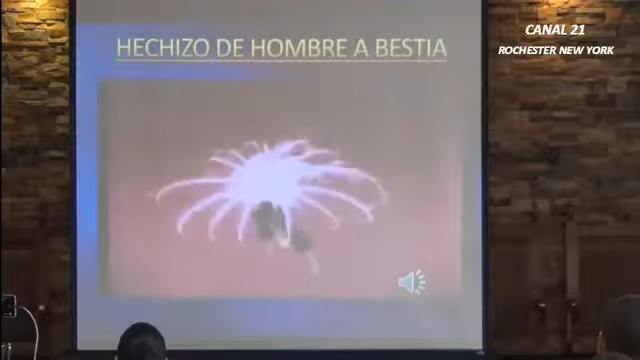 HECHIZO DE HOMBRE A BESTIA
CANAL 21
ROCHESTER NEW YORK